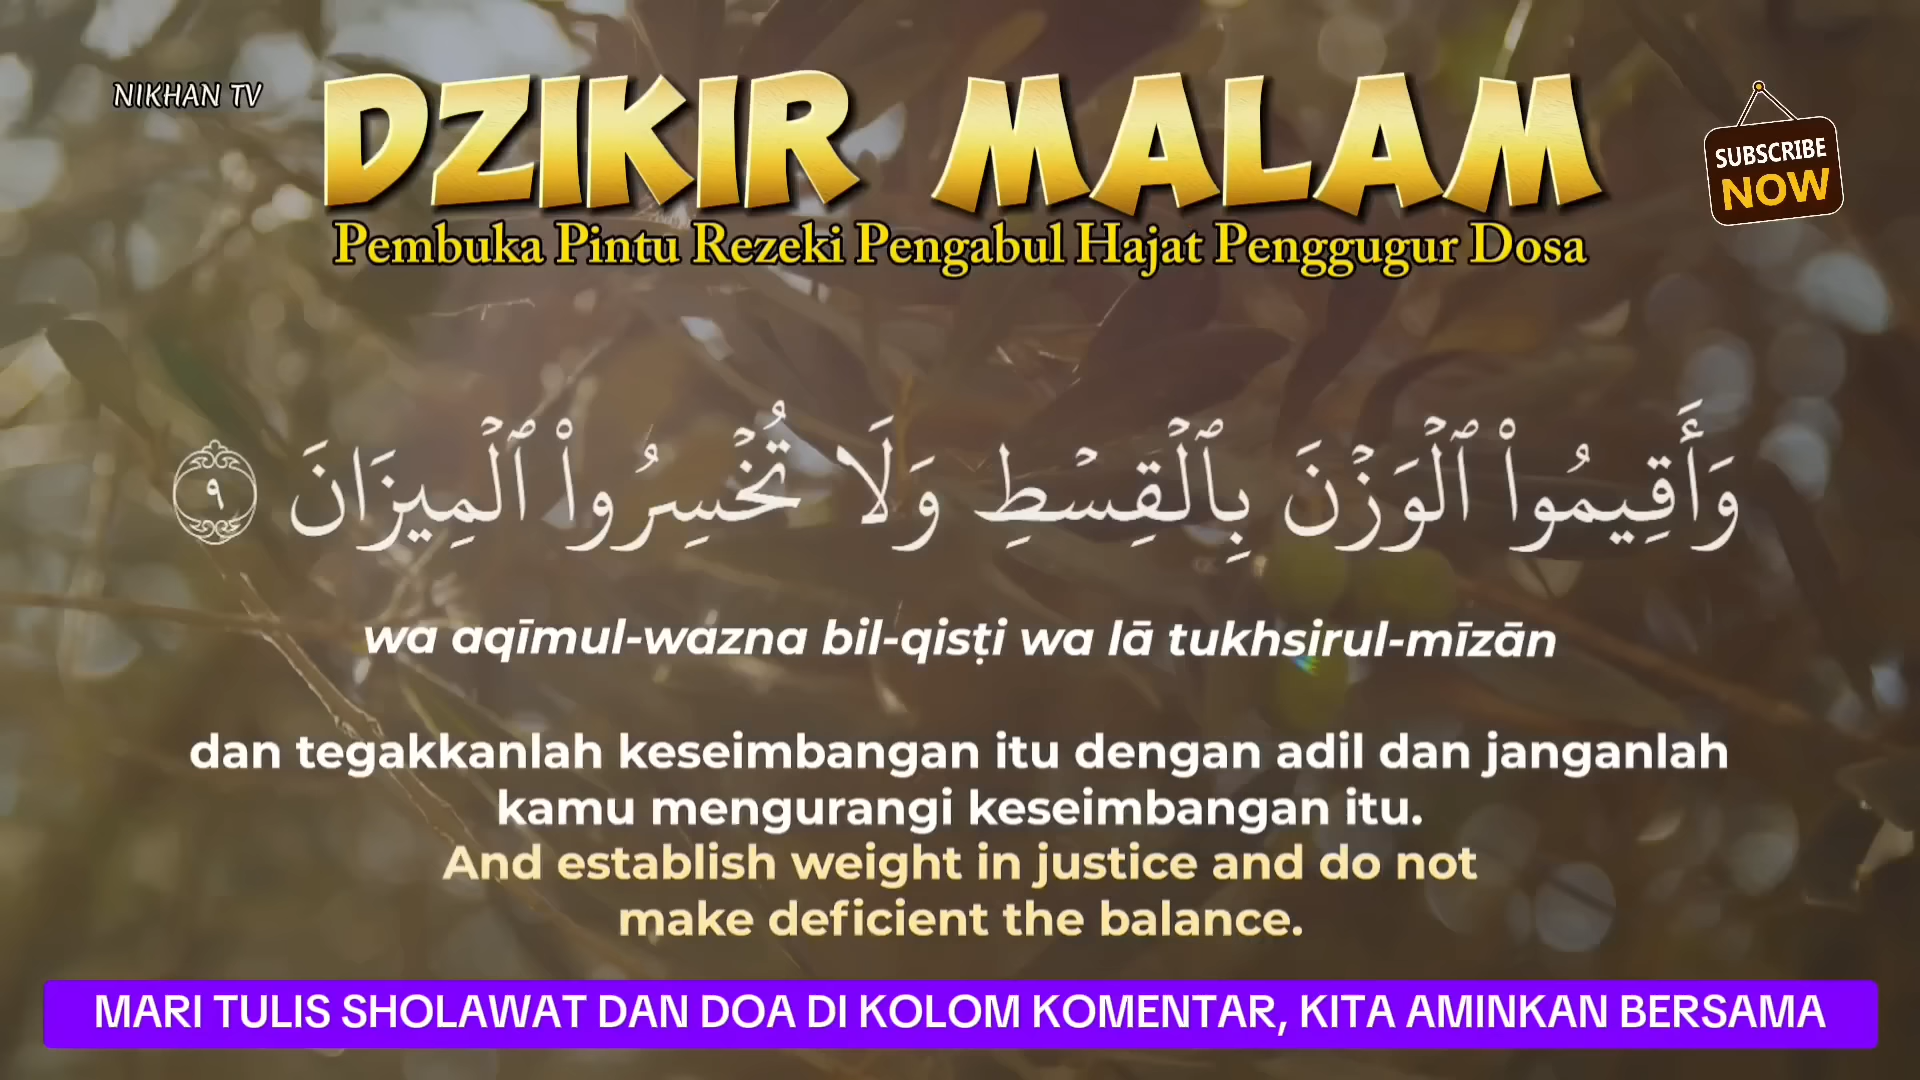 NIKHAN TV
DZIKIR MALAM
SUBSCRIBE
NOW
Pembuka Pintu Rezeki Pengabul Hajat Penggugur Dosa
وَأَقِيمُوا۟ ٱلْوَزْنَ بِٱلْقِسْطِ وَلَا تُخْسِرُوا۟ ٱلْمِيزَانَ ٩
wa aqīmul-wazna bil-qisṭi wa lā tukhsirul-mīzān
dan tegakkanlah keseimbangan itu dengan adil dan janganlah
kamu mengurangi keseimbangan itu.
And establish weight in justice and do not
make deficient the balance.
MARI TULIS SHOLAWAT DAN DOA DI KOLOM KOMENTAR, KITA AMINKAN BERSAMA